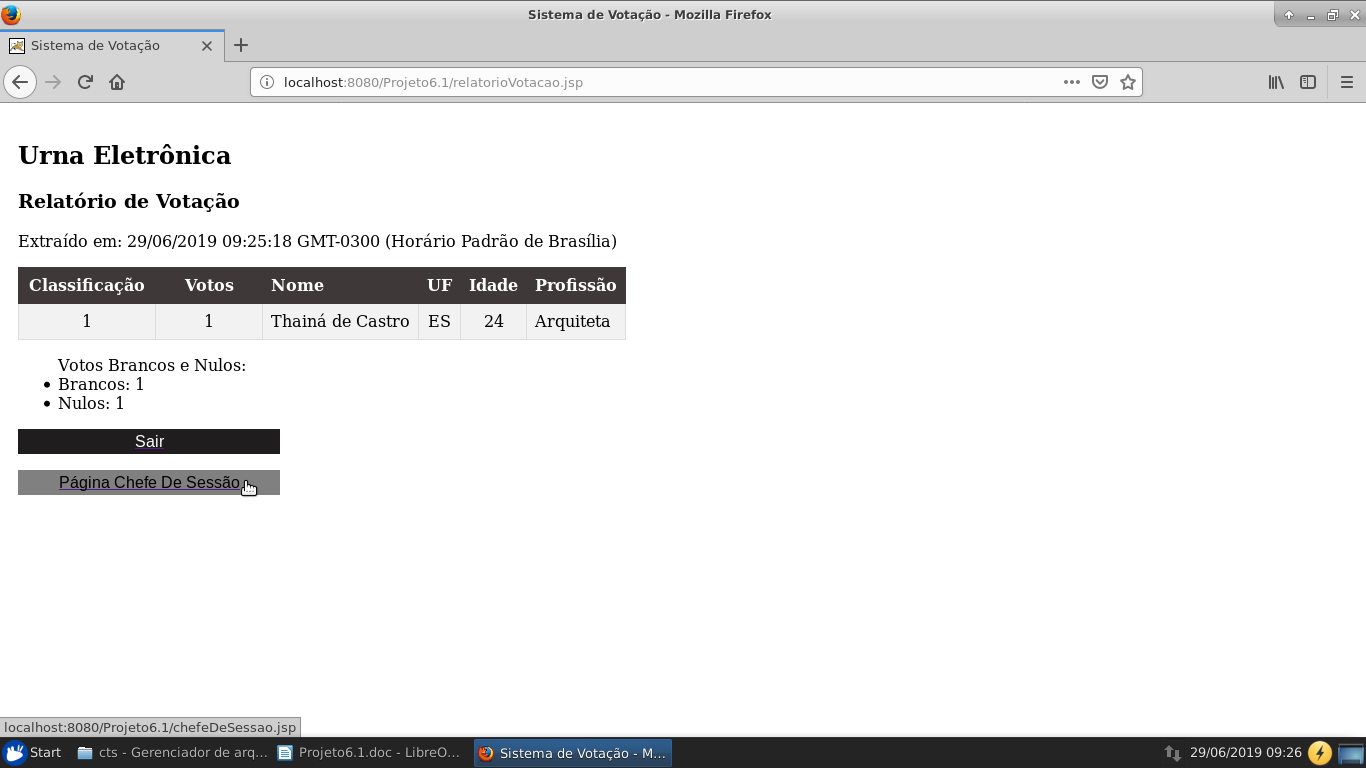 Sistema de Votação - Mozilla Firefox
Sistema de Votação
localhost:8080/Projeto6.1/relatorioVotacao.jsp
Urna Eletrônica
Relatório de Votação
Extraído em: 29/06/2019 09:25:18 GMT-0300 (Horário Padrão de Brasília)
Classificação Votos Nome UF Idade Profissão
1 1 Thainá de Castro ES 24 Arquiteta
Votos Brancos e Nulos:
• Brancos: 1
• Nulos: 1
Sair
Página Chefe De Sessão
localhost:8080/Projeto6.1/chefeDeSessao.jsp
Start cts - Gerenciador de arq... Projeto6.1.doc - LibreO... Sistema de Votação - M... 29/06/2019 09:26